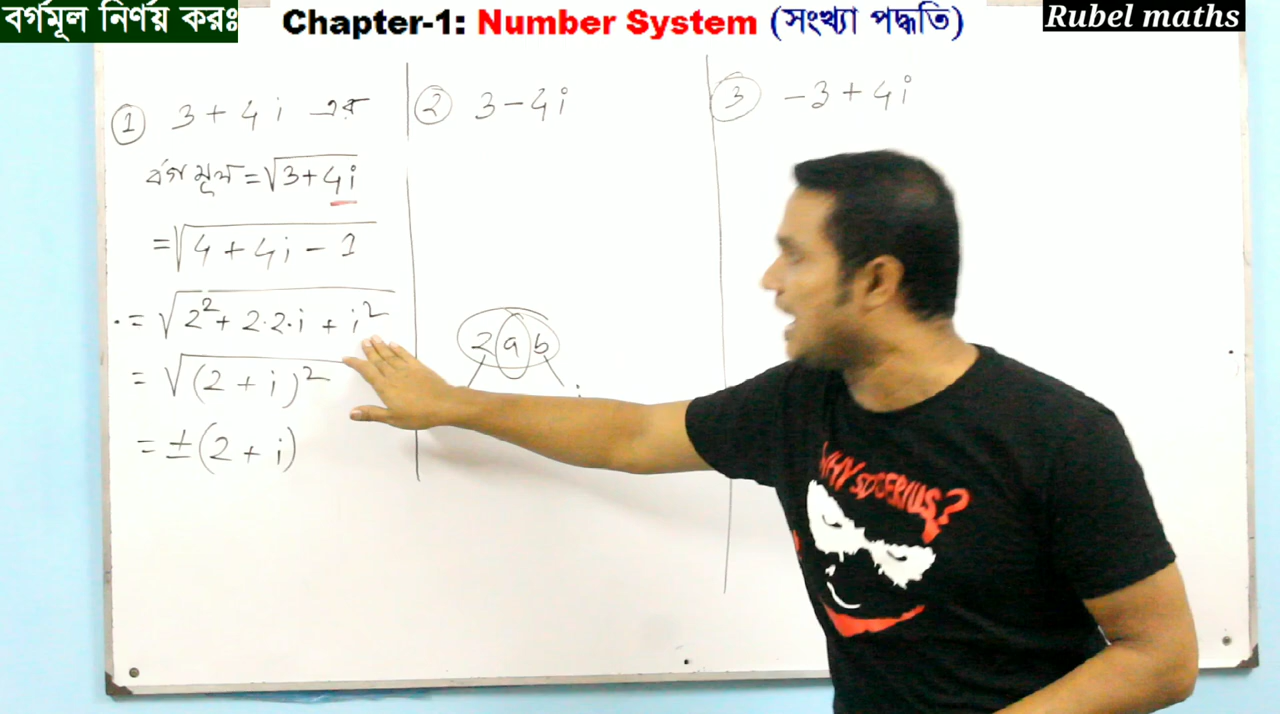 বর্গমূল নির্ণয় করঃ
Chapter-1: Number System (সংখ্যা পদ্ধতি)
Rubel maths
① 3 + 4i এর
বর্গমূল = √3+4i
= √4 + 4i - 1
= √2² + 2.2.i + i²
= √(2 + i)²
= ± (2 + i)
② 3 - 4i
2ab
i
③ -3 + 4i
WHY SO SERIUS?